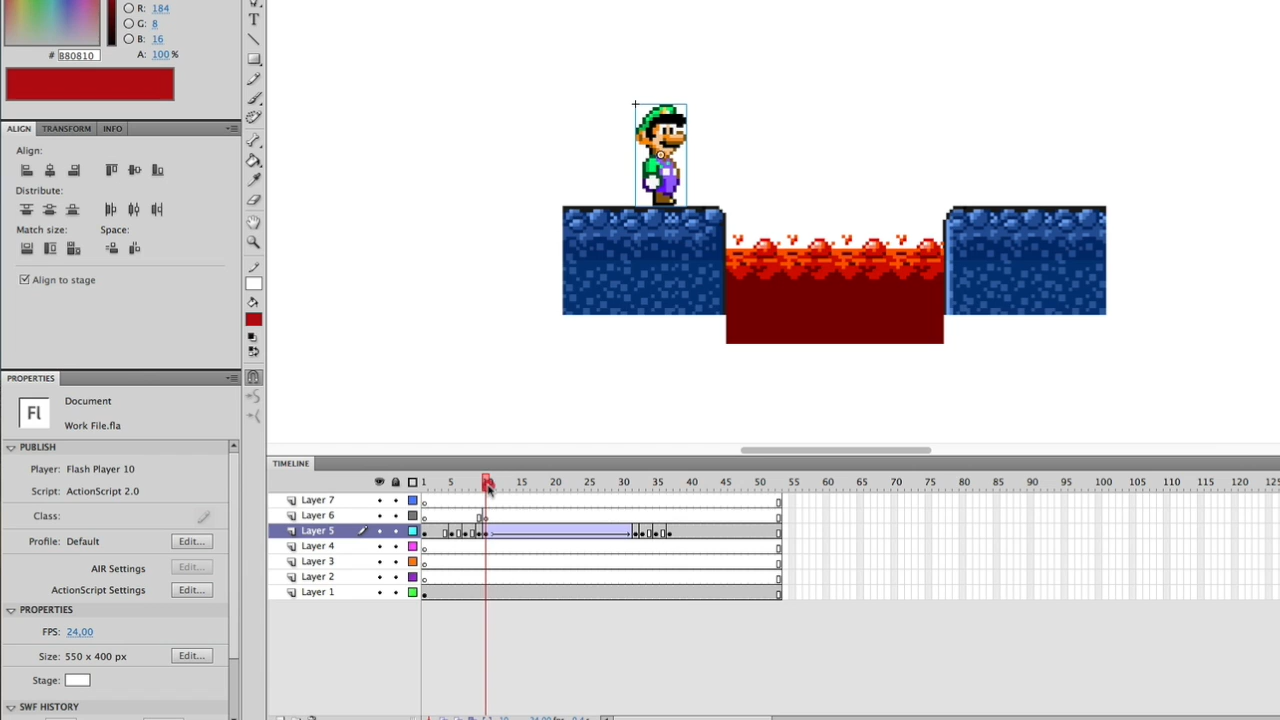 R: 184
G: 8
B: 16
# B80810 A: 100 %
T
ALIGN TRANSFORM INFO
Align:
Distribute:
Match size: Space:
Align to stage
PROPERTIES
Fl Document
Work File.fla
PUBLISH
Player: Flash Player 10
Script: ActionScript 2.0
Class:
Profile: Default Edit...
AIR Settings Edit...
ActionScript Settings Edit...
PROPERTIES
FPS: 24,00
Size: 550 x 400 px Edit...
Stage:
SWF HISTORY
TIMELINE
1 5 15 20 25 30 35 40 45 50 55 60 65 70 75 80 85 90 95 100 105 110 115 120 125
Layer 7
Layer 6
Layer 5
Layer 4
Layer 3
Layer 2
Layer 1